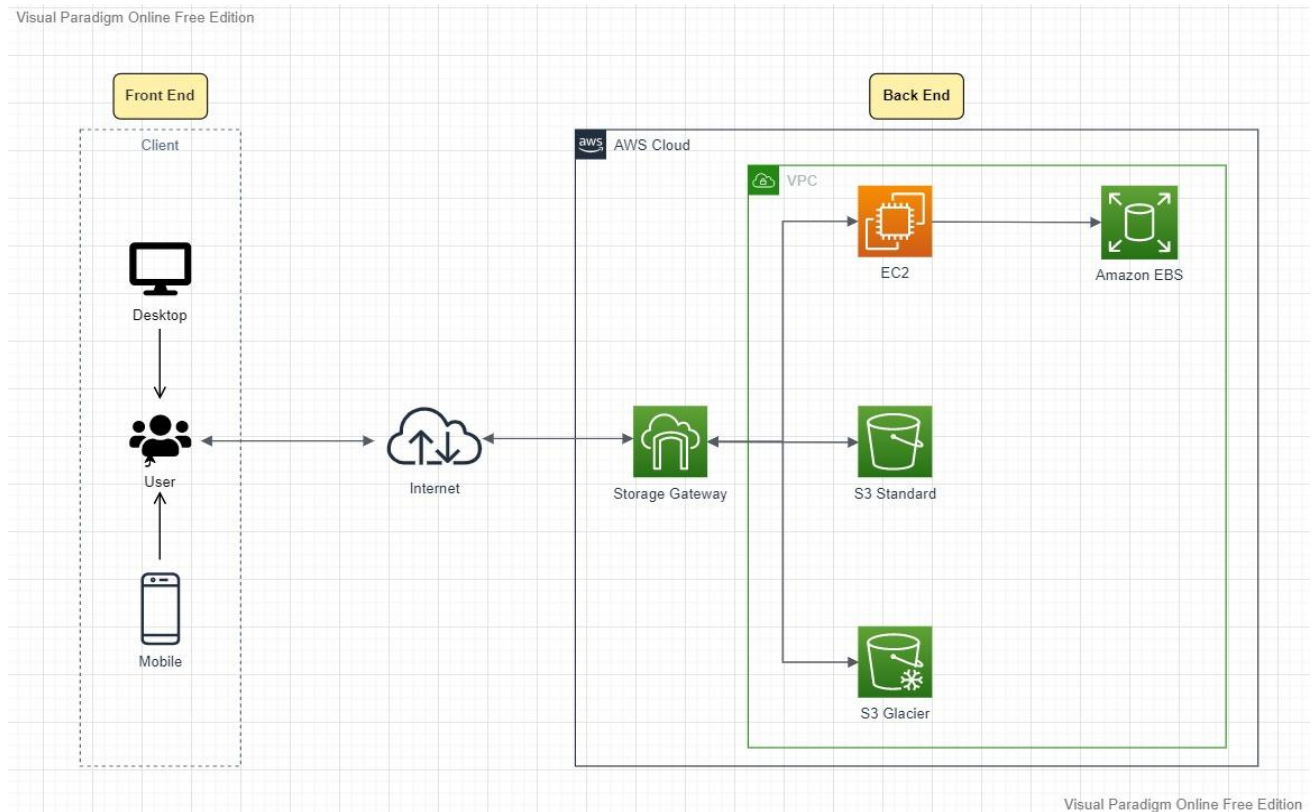 Visual Paradigm Online Free Edition
Front End
Back End
Client
aws
AWS Cloud
VPC
Desktop
EC2
Amazon EBS
User
Internet
Storage Gateway
S3 Standard
Mobile
S3 Glacier
Visual Paradigm Online Free Edition